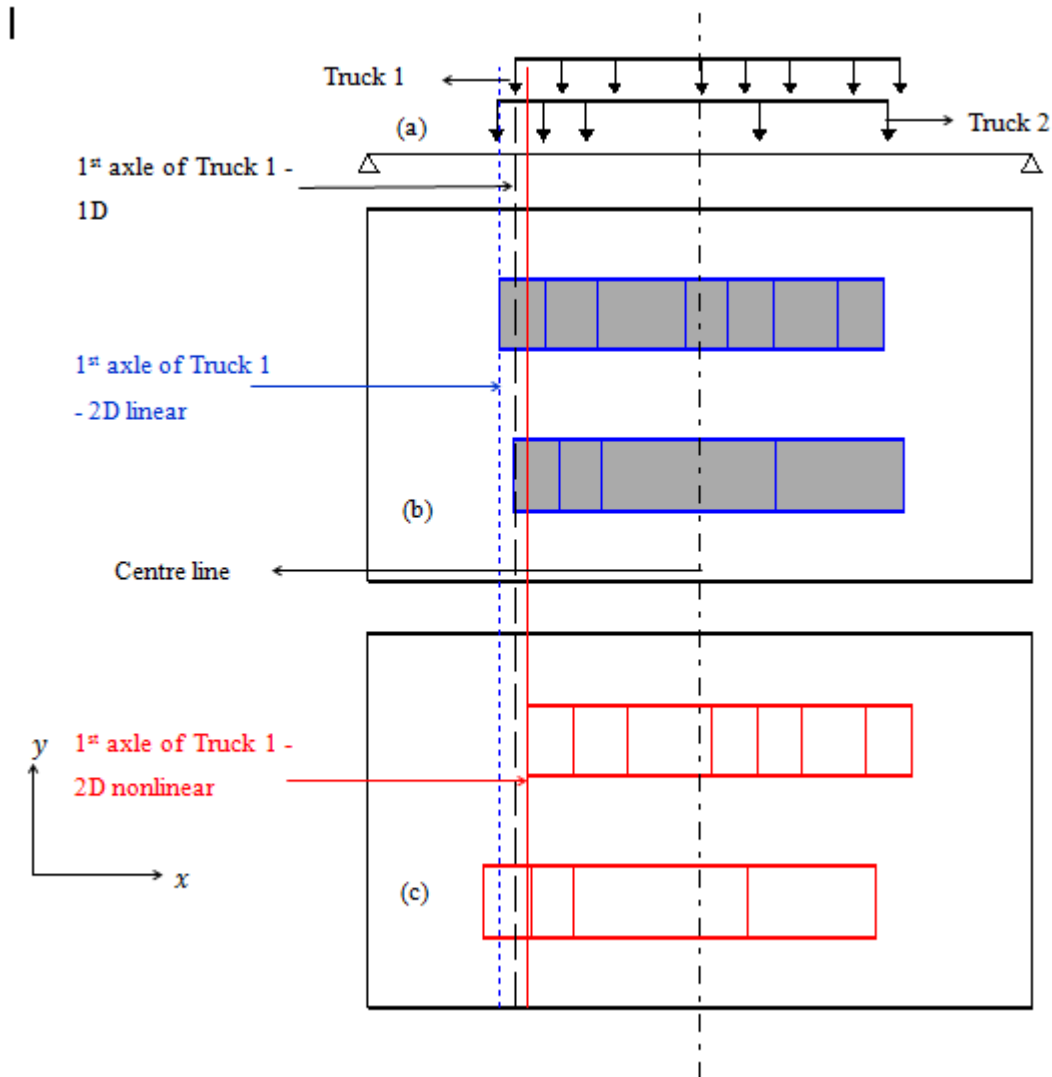 Truck 1
(a)
Truck 2
1st axle of Truck 1 -
1D
1st axle of Truck 1
- 2D linear
(b)
Centre line
y
1st axle of Truck 1 -
2D nonlinear
x
(c)